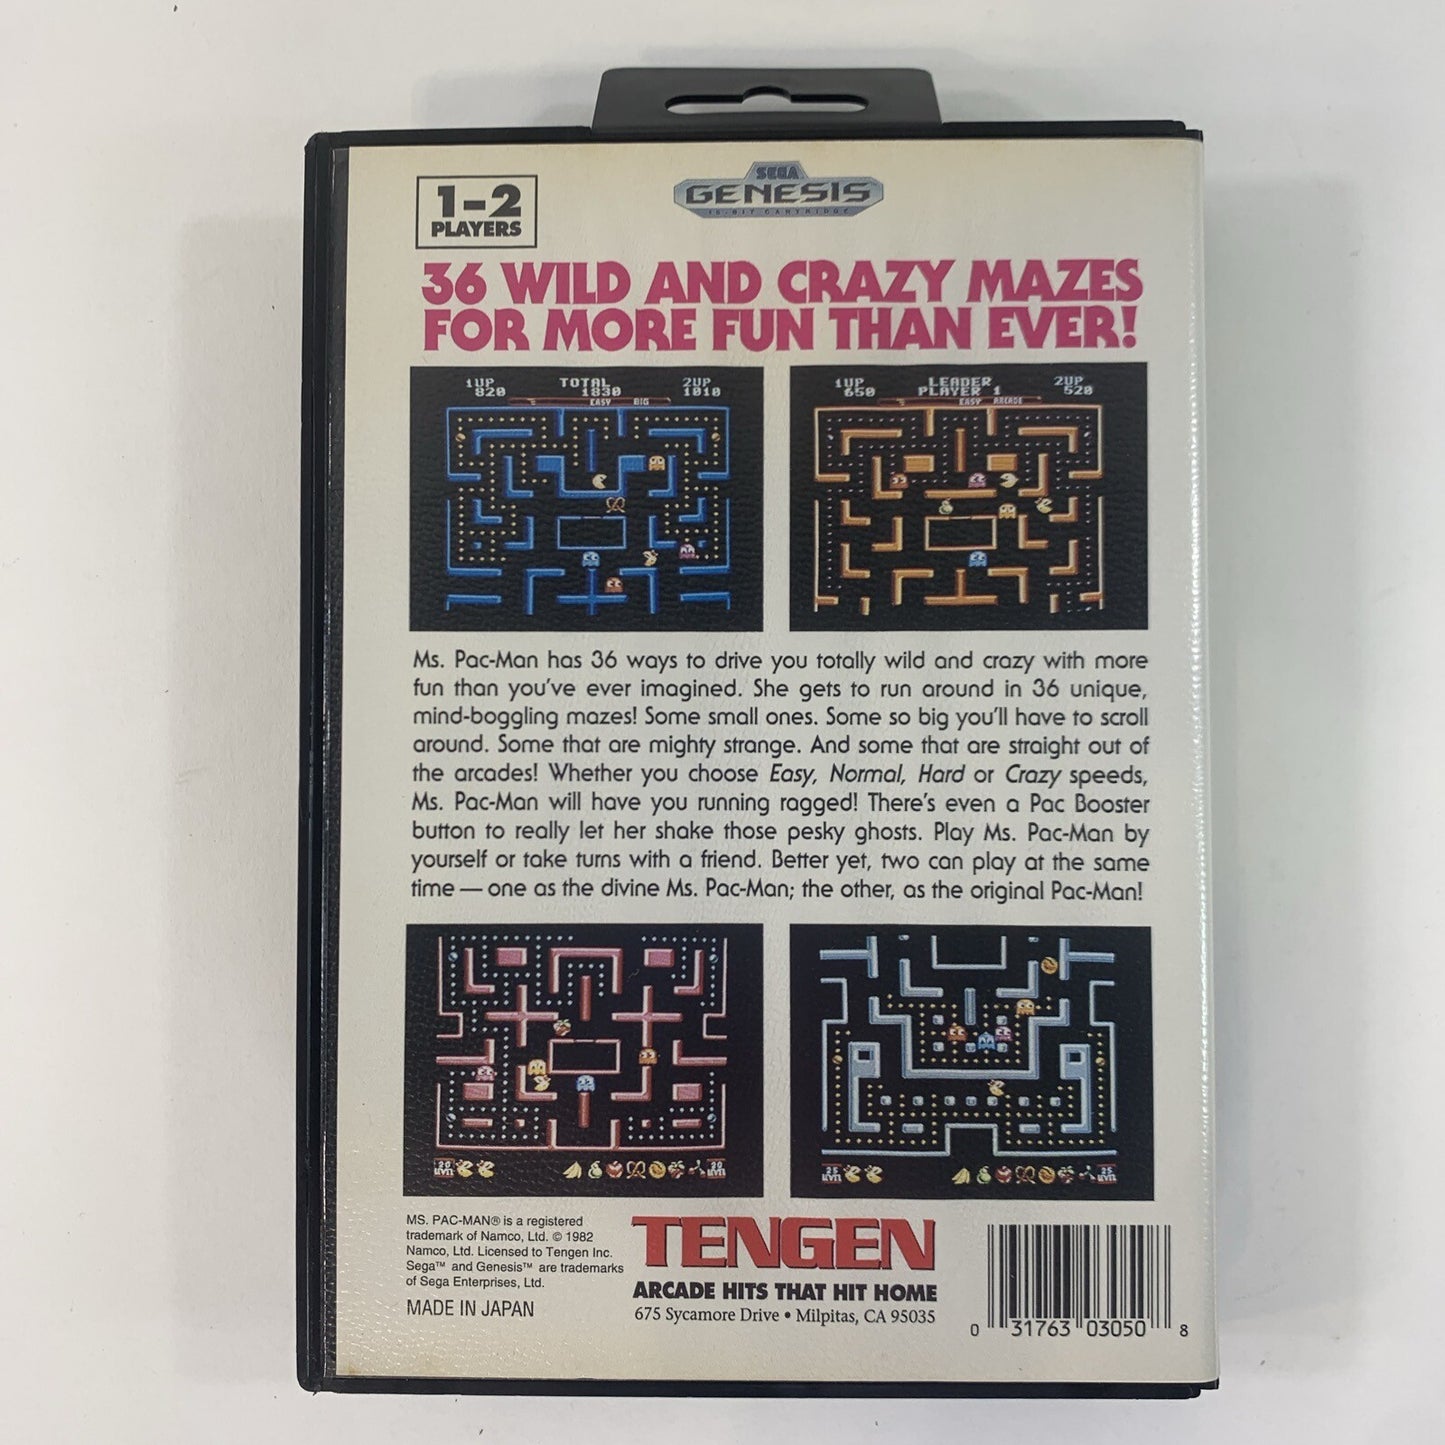 1-2
PLAYERS
SEGA
GENESIS
16-BIT CARTRIDGE
36 WILD AND CRAZY MAZES
FOR MORE FUN THAN EVER!
1UP TOTAL 2UP
820 1830 1010
EASY BIG
1UP LEADER 2UP
650 PLAYER 1 520
EASY ARCADE
Ms. Pac-Man has 36 ways to drive you totally wild and crazy with more
fun than you've ever imagined. She gets to run around in 36 unique,
mind-boggling mazes! Some small ones. Some so big you'll have to scroll
around. Some that are mighty strange. And some that are straight out of
the arcades! Whether you choose Easy, Normal, Hard or Crazy speeds,
Ms. Pac-Man will have you running ragged! There's even a Pac Booster
button to really let her shake those pesky ghosts. Play Ms. Pac-Man by
yourself or take turns with a friend. Better yet, two can play at the same
time — one as the divine Ms. Pac-Man; the other, as the original Pac-Man!
20 20
LEVEL LEVEL
25 25
LEVEL LEVEL
MS. PAC-MAN® is a registered
trademark of Namco, Ltd. © 1982
Namco, Ltd. Licensed to Tengen Inc.
Sega™ and Genesis™ are trademarks
of Sega Enterprises, Ltd.
MADE IN JAPAN
TENGEN
ARCADE HITS THAT HIT HOME
675 Sycamore Drive • Milpitas, CA 95035
0 31763 03050 8